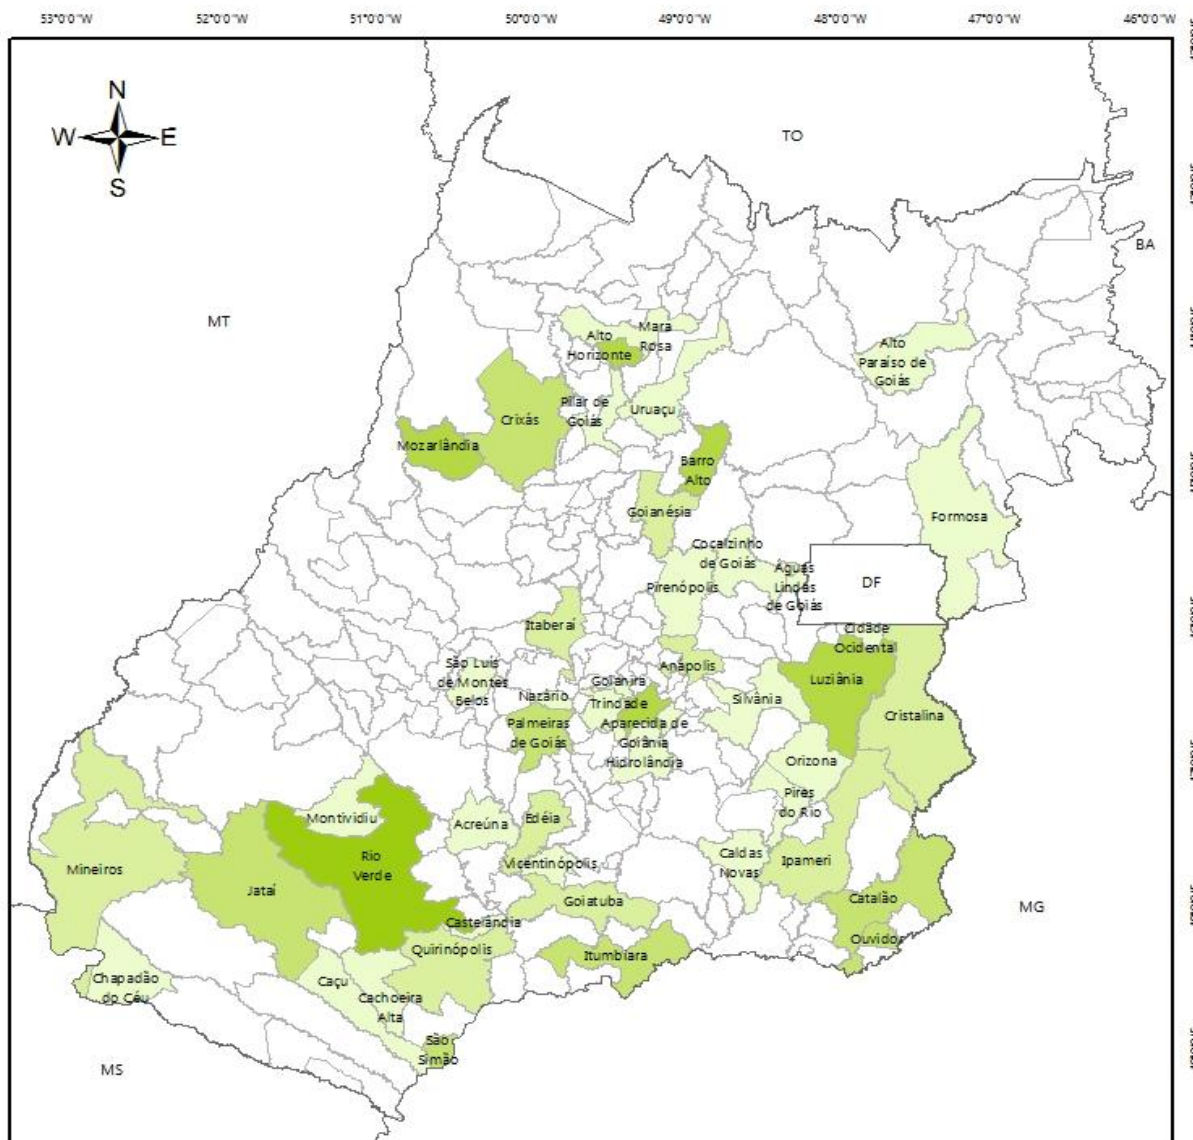 53°0'0"W 52°0'0"W 51°0'0"W 50°0'0"W 49°0'0"W 48°0'0"W 47°0'0"W 46°0'0"W
N
W E
S
TO
BA
MT
Alto
Horizonte
Mara
Rosa
Alto
Paraíso de
Goiás
Pilar de
Goiás
Uruaçu
Crixás
Mozarlândia
Barro
Alto
Goianésia
Formosa
Cocalzinho
de Goiás
Pirenópolis
Águas
Lindas
de Goiás
DF
Itaberaí
Cidade
Ocidental
São Luís
de Montes
Belos
Anápolis
Luziânia
Goianira
Nazário
Trindade
Silvânia
Cristalina
Palmeiras
de Goiás
Aparecida de
Goiânia
Hidrolândia
Orizona
Pires
do Rio
Montividiu
Acreúna
Edéia
Rio
Verde
Vicentinópolis
Caldas
Novas
Ipameri
Mineiros
Jataí
Goiatuba
Catalão
MG
Castelândia
Quirinópolis
Itumbiara
Ouvidor
Chapadão
do Céu
Caçu
Cachoeira
Alta
São
Simão
MS